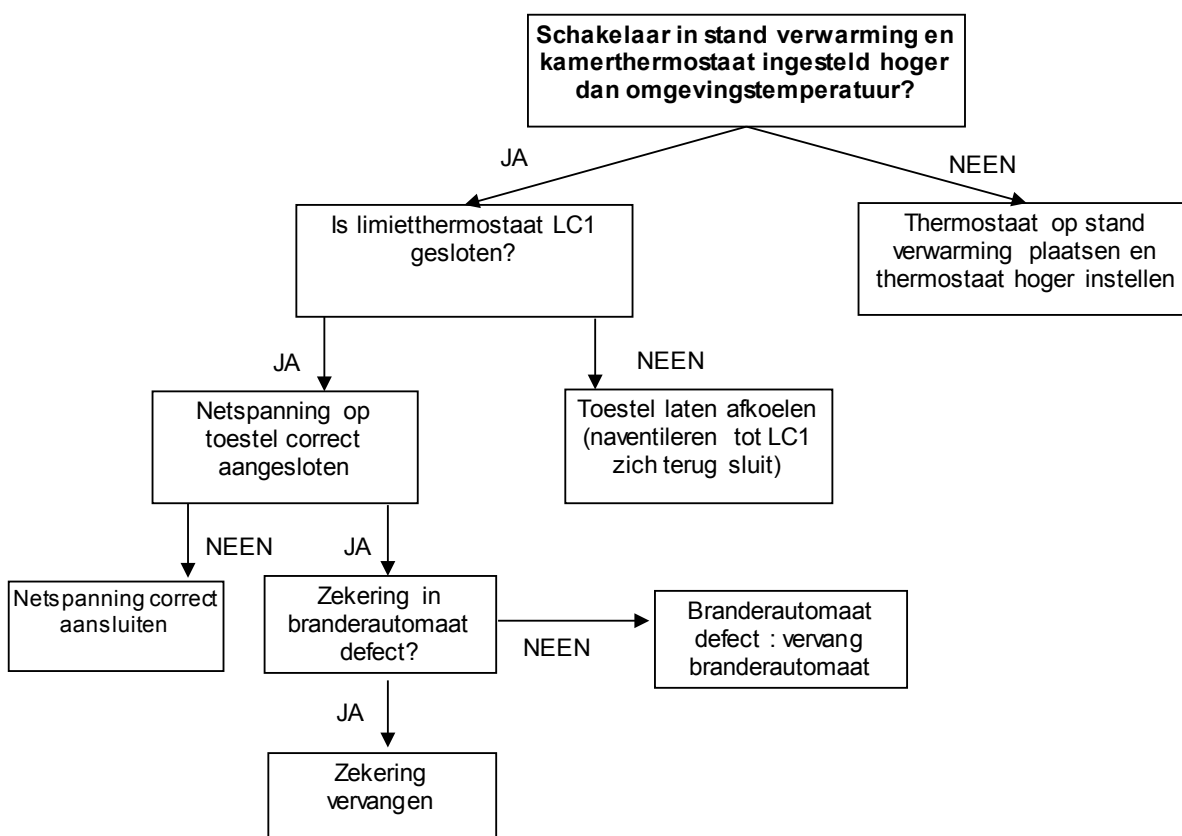 Schakelaar in stand verwarming en
kamerthermostaat ingesteld hoger
dan omgevingstemperatuur?
JA
NEEN
Is limietthermostaat LC1
gesloten?
Thermostaat op stand
verwarming plaatsen en
thermostaat hoger instellen
JA
NEEN
Netspanning op
toestel correct
aangesloten
Toestel laten afkoelen
(naventileren tot LC1
zich terug sluit)
NEEN
JA
Netspanning correct
aansluiten
Zekering in
branderautomaat
defect?
NEEN
Branderautomaat
defect : vervang
branderautomaat
JA
Zekering
vervangen